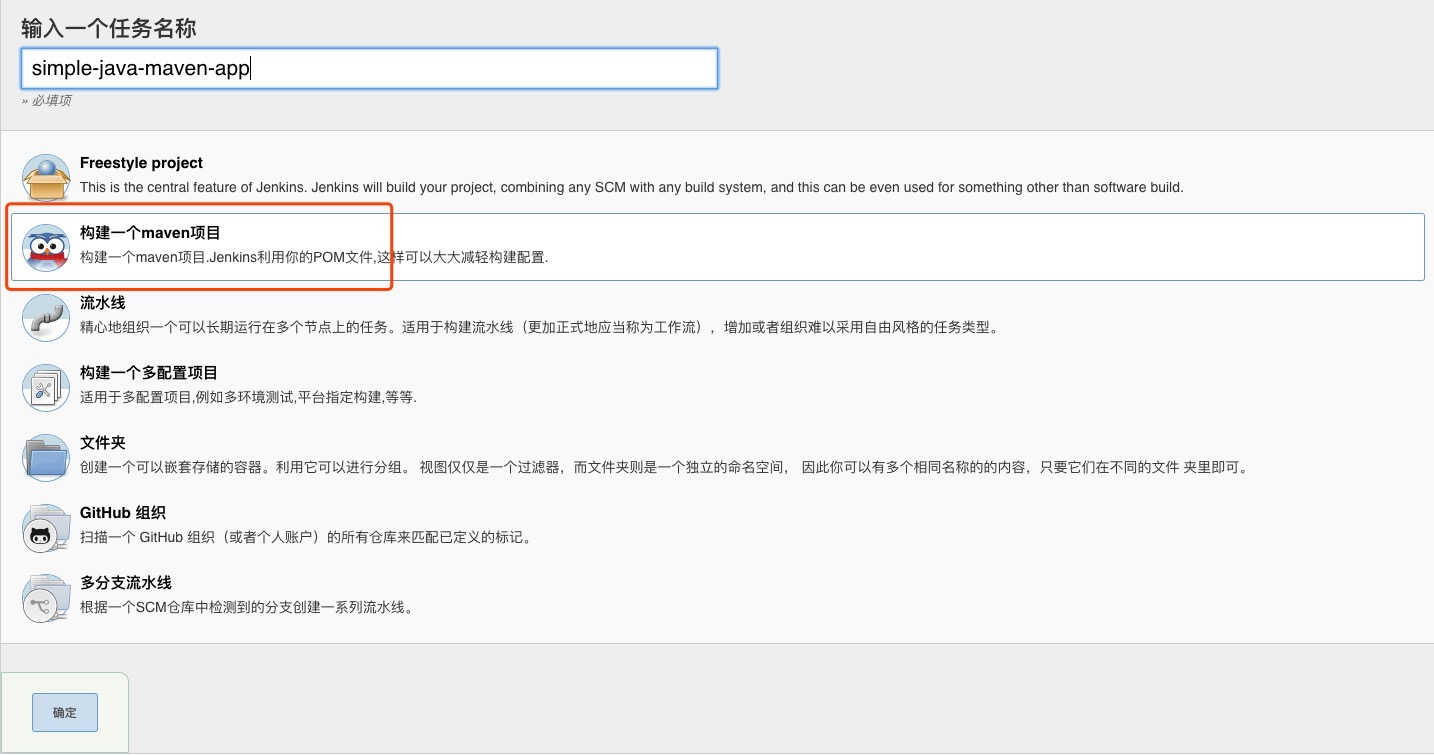 输入一个任务名称
simple-java-maven-app
» 必填项
Freestyle project
This is the central feature of Jenkins. Jenkins will build your project, combining any SCM with any build system, and this can be even used for something other than software build.
构建一个maven项目
构建一个maven项目.Jenkins利用你的POM文件,这样可以大大减轻构建配置.
流水线
精心地组织一个可以长期运行在多个节点上的任务。适用于构建流水线（更加正式地应当称为工作流），增加或者组织难以采用自由风格的任务类型。
构建一个多配置项目
适用于多配置项目,例如多环境测试,平台指定构建,等等.
文件夹
创建一个可以嵌套存储的容器。利用它可以进行分组。 视图仅仅是一个过滤器，而文件夹则是一个独立的命名空间， 因此你可以有多个相同名称的的内容，只要它们在不同的文件 夹里即可。
GitHub 组织
扫描一个 GitHub 组织（或者个人账户）的所有仓库来匹配已定义的标记。
多分支流水线
根据一个SCM仓库中检测到的分支创建一系列流水线。
确定